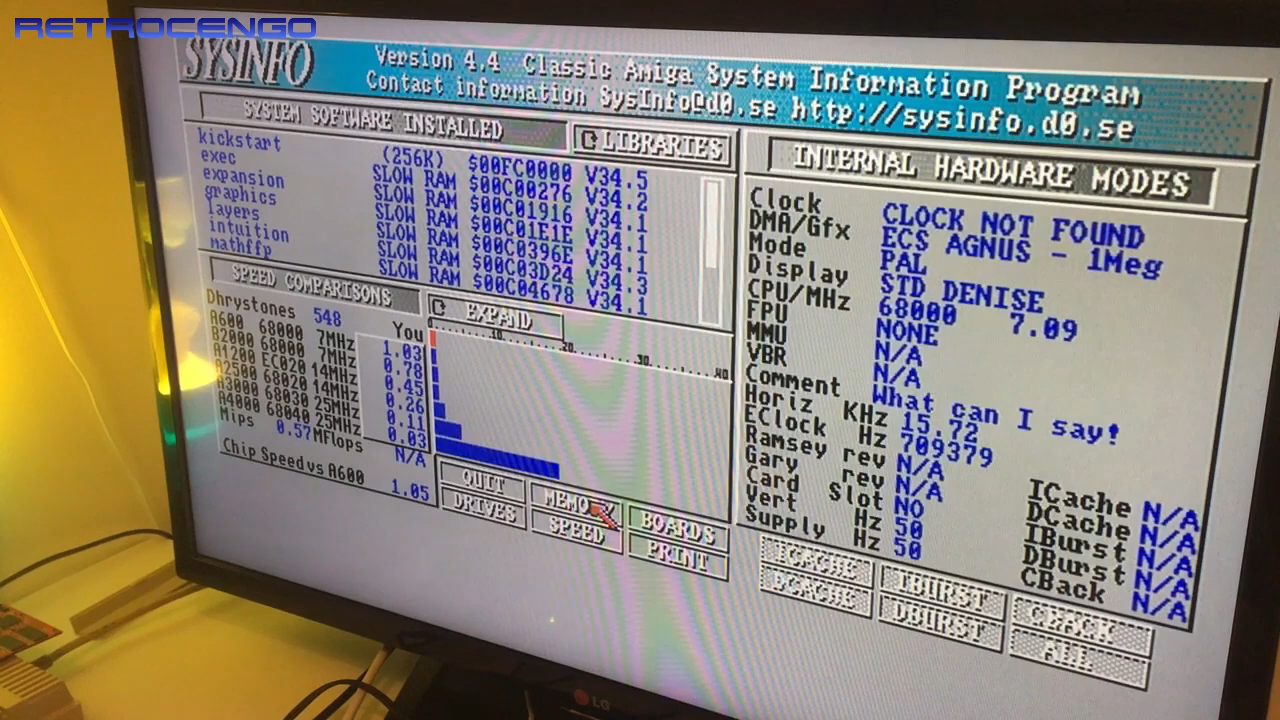 RETROCENGO
SYSINFO
Version 4.4 Classic Amiga System Information Program
Contact information SysInfo@d0.se http://sysinfo.d0.se
SYSTEM SOFTWARE INSTALLED
LIBRARIES
kickstart (256K) $00FC0000 V34.5
exec SLOW RAM $00C00276 V34.2
expansion SLOW RAM $00C01916 V34.1
graphics SLOW RAM $00C01E1E V34.1
layers SLOW RAM $00C0396E V34.1
intuition SLOW RAM $00C03D24 V34.3
mathffp SLOW RAM $00C04678 V34.1
SPEED COMPARISONS
EXPAND
Dhrystones 548 You
0 10 20 30 40
A600 68000 7MHz 1.03
B2000 68000 7MHz 0.78
A1200 EC020 14MHz 0.45
A2500 68020 14MHz 0.26
A3000 68030 25MHz 0.11
A4000 68040 25MHz 0.03
Mips 0.57 MFlops N/A
Chip Speed vs A600 1.05
QUIT
MEMO
BOARDS
DRIVES
SPEED
PRINT
INTERNAL HARDWARE MODES
Clock CLOCK NOT FOUND
DMA/Gfx ECS AGNUS - 1Meg
Mode PAL
Display STD DENISE
CPU/MHz 68000 7.09
FPU NONE
MMU N/A
VBR N/A
Comment What can I say!
Horiz KHz 15.72
EClock Hz 709379
Ramsey rev N/A ICache N/A
Gary rev N/A DCache N/A
Card Slot NO IBurst N/A
Vert Hz 50 DBurst N/A
Supply Hz 50 CBack N/A
ICACHE
IBURST
CBACK
DCACHE
DBURST
ALL
LG